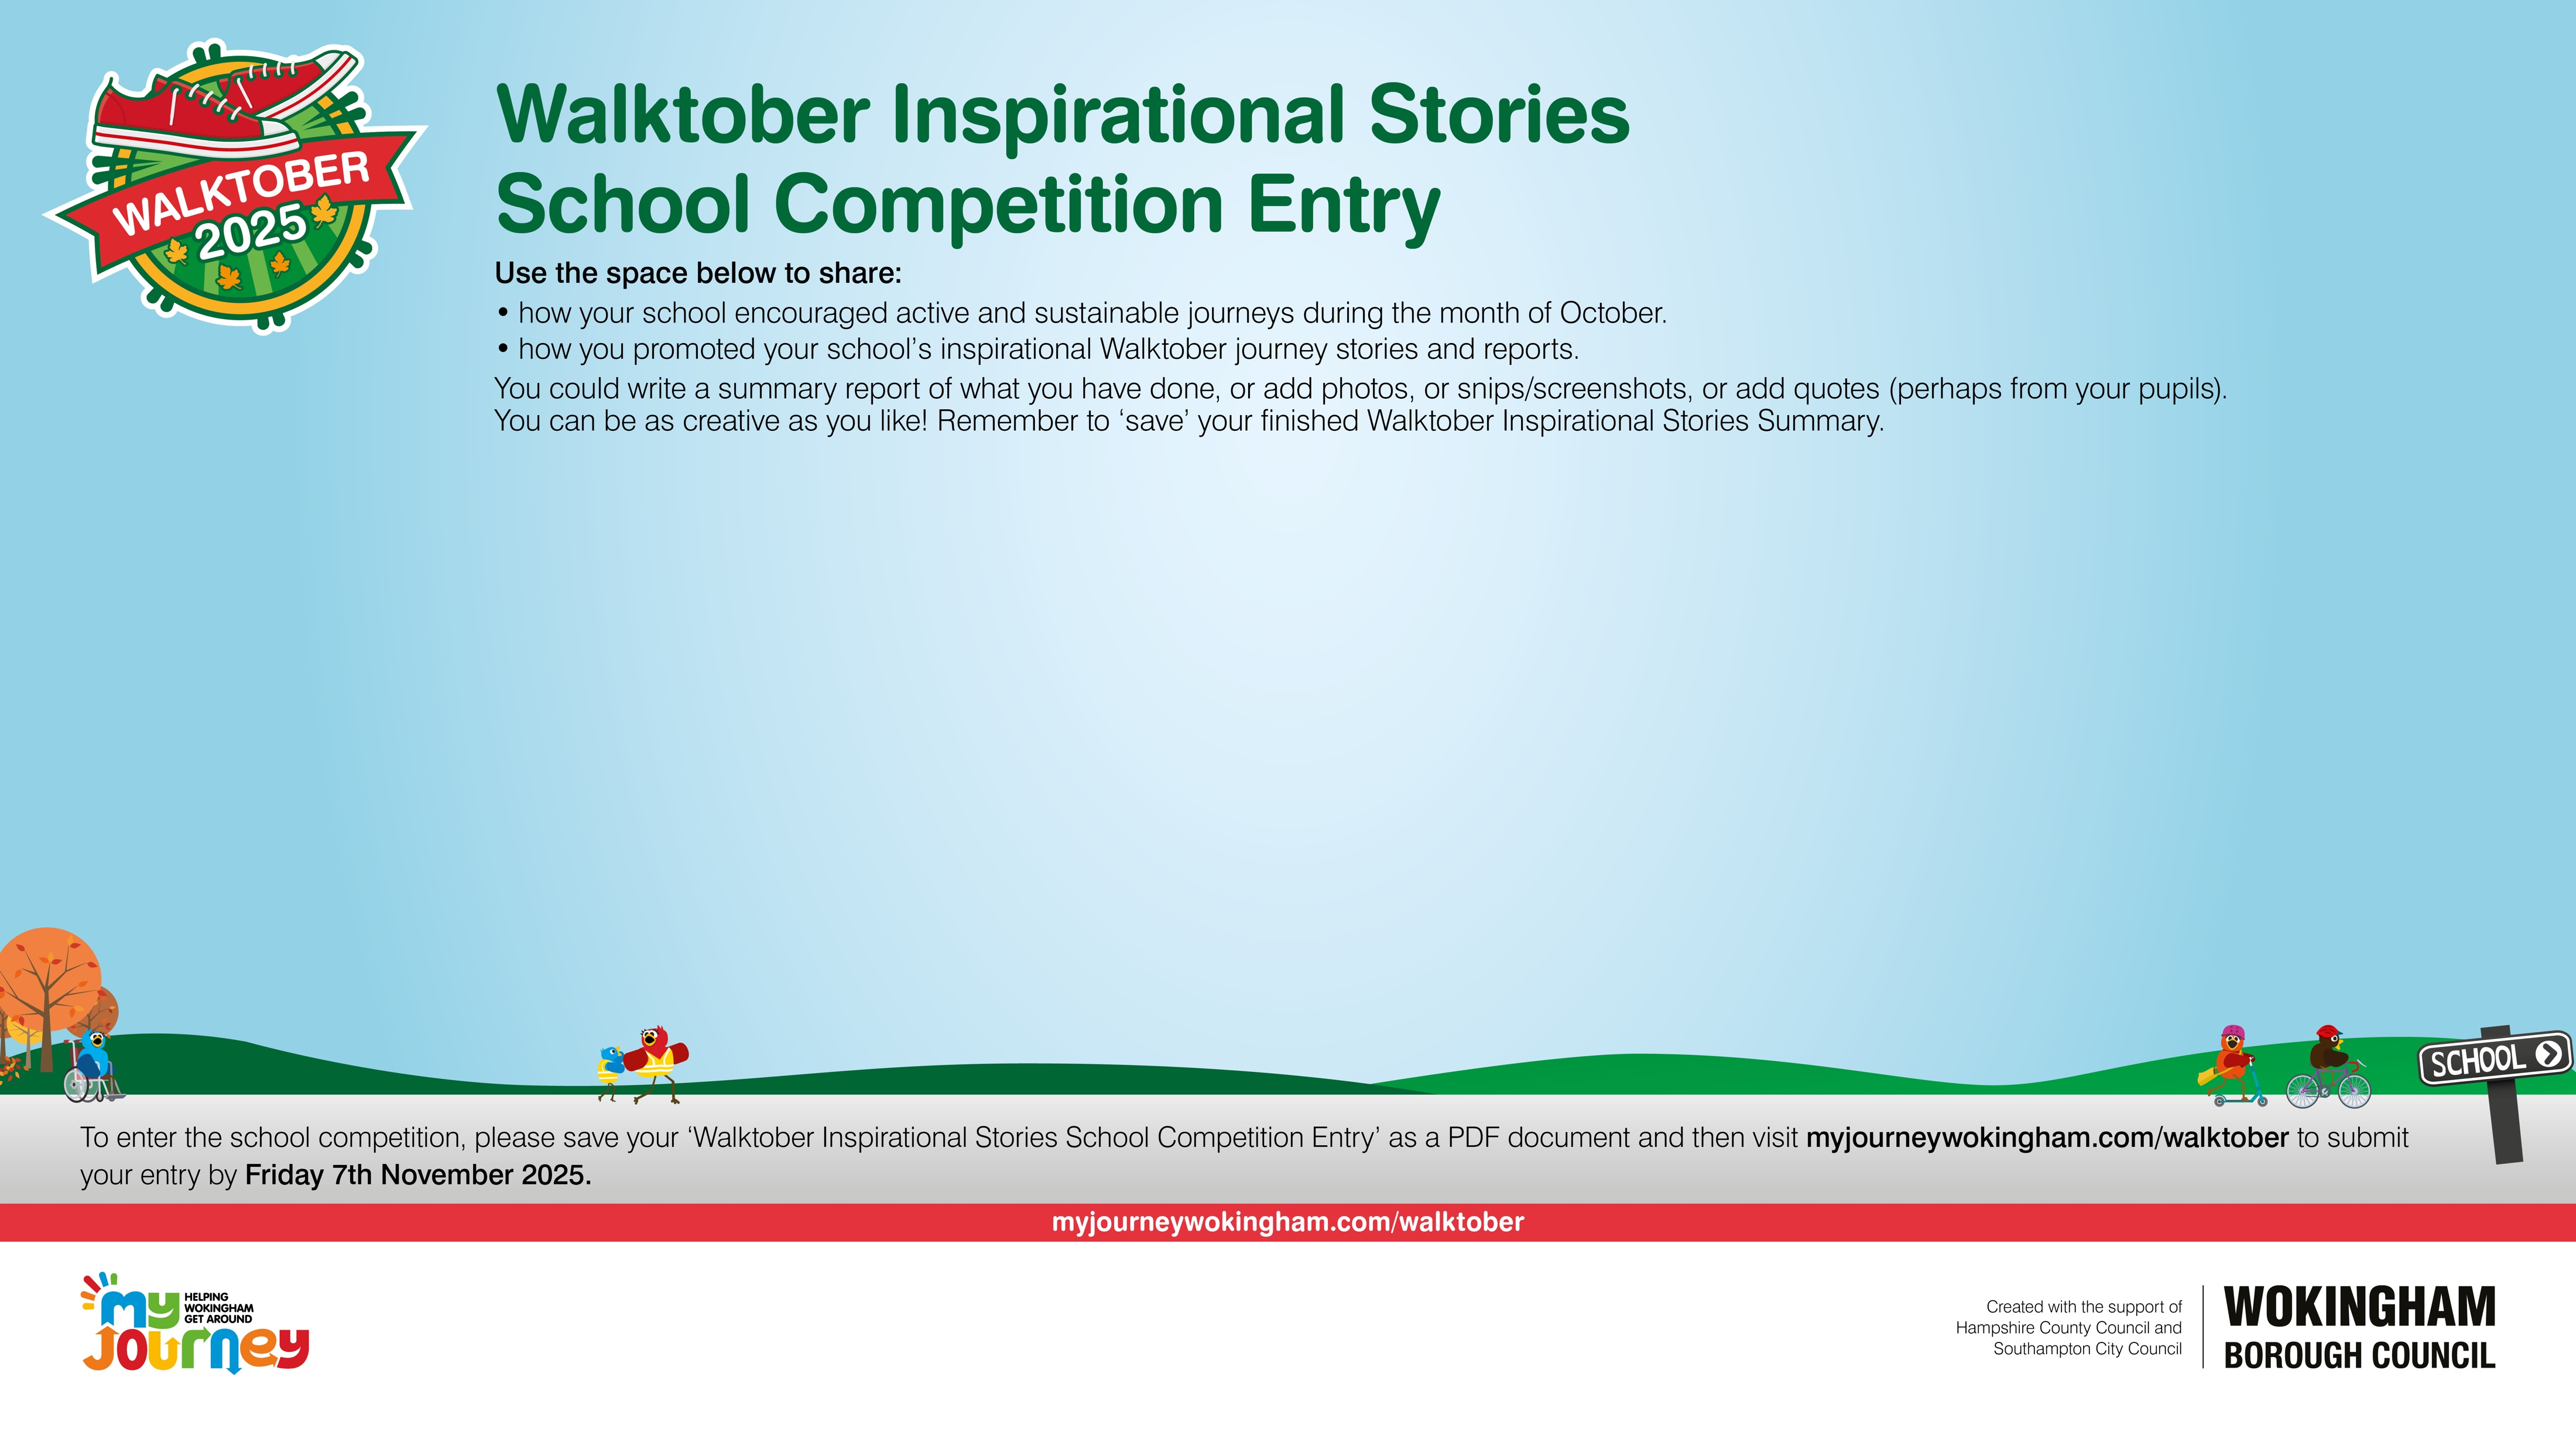 WALKTOBER
2025
Walktober Inspirational Stories
School Competition Entry
Use the space below to share:
• how your school encouraged active and sustainable journeys during the month of October.
• how you promoted your school’s inspirational Walktober journey stories and reports.
You could write a summary report of what you have done, or add photos, or snips/screenshots, or add quotes (perhaps from your pupils).
You can be as creative as you like! Remember to ‘save’ your finished Walktober Inspirational Stories Summary.
SCHOOL
To enter the school competition, please save your ‘Walktober Inspirational Stories School Competition Entry’ as a PDF document and then visit myjourneywokingham.com/walktober to submit
your entry by Friday 7th November 2025.
myjourneywokingham.com/walktober
my
HELPING
WOKINGHAM
GET AROUND
journey
Created with the support of
Hampshire County Council and
Southampton City Council
WOKINGHAM
BOROUGH COUNCIL